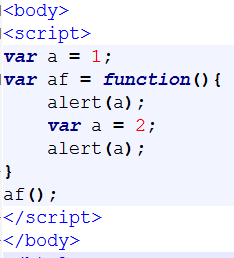 <body>
<script>
var a = 1;
var af = function(){
    alert(a);
    var a = 2;
    alert(a);
}
af();
</script>
</body>